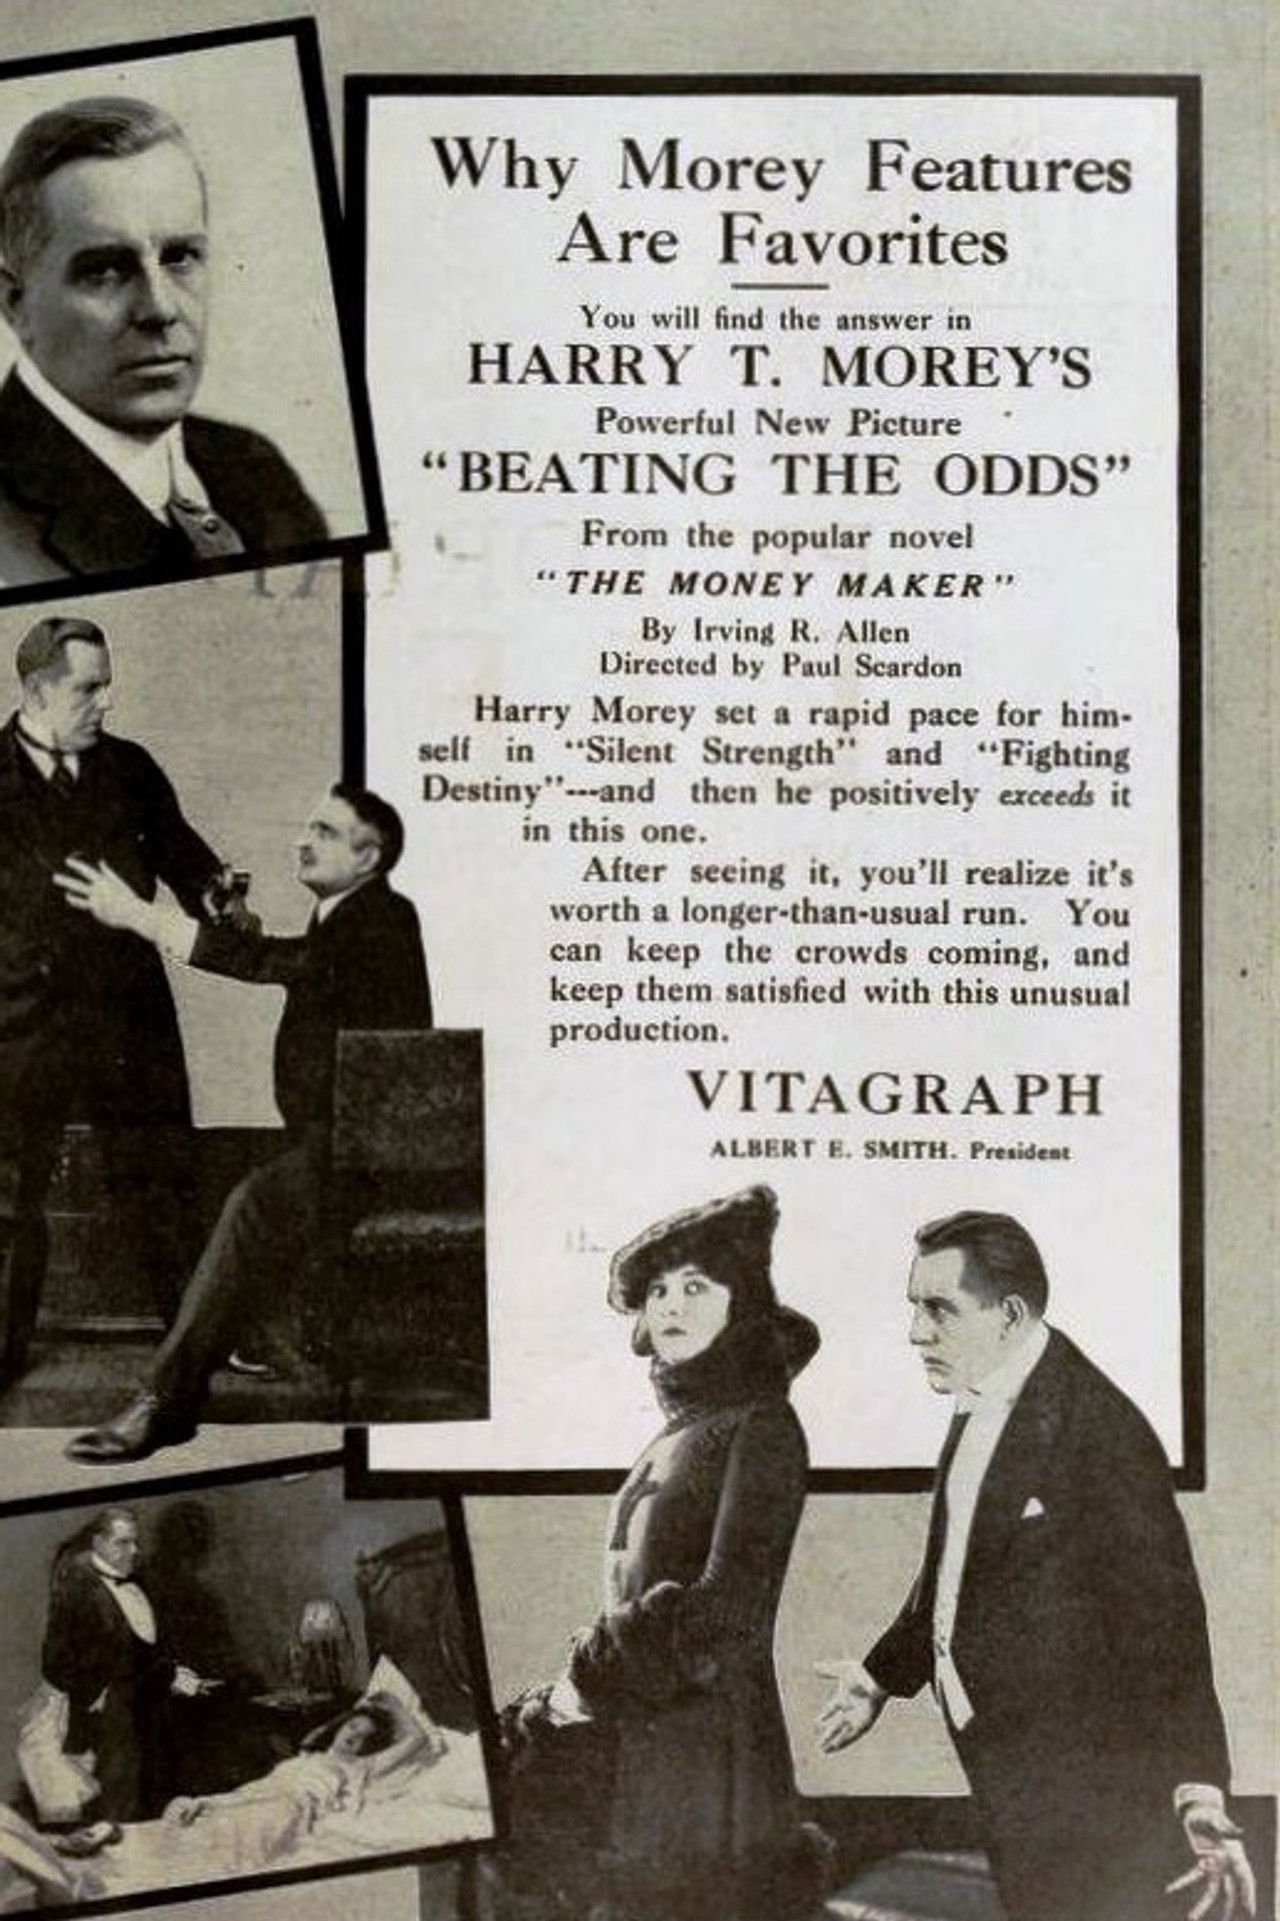 Why Morey Features
Are Favorites
You will find the answer in
HARRY T. MOREY'S
Powerful New Picture
"BEATING THE ODDS"
From the popular novel
"THE MONEY MAKER"
By Irving R. Allen
Directed by Paul Scardon
Harry Morey set a rapid pace for him-
self in "Silent Strength" and "Fighting
Destiny"---and then he positively exceeds it
in this one.
After seeing it, you'll realize it's
worth a longer-than-usual run. You
can keep the crowds coming, and
keep them satisfied with this unusual
production.
VITAGRAPH
ALBERT E. SMITH. President